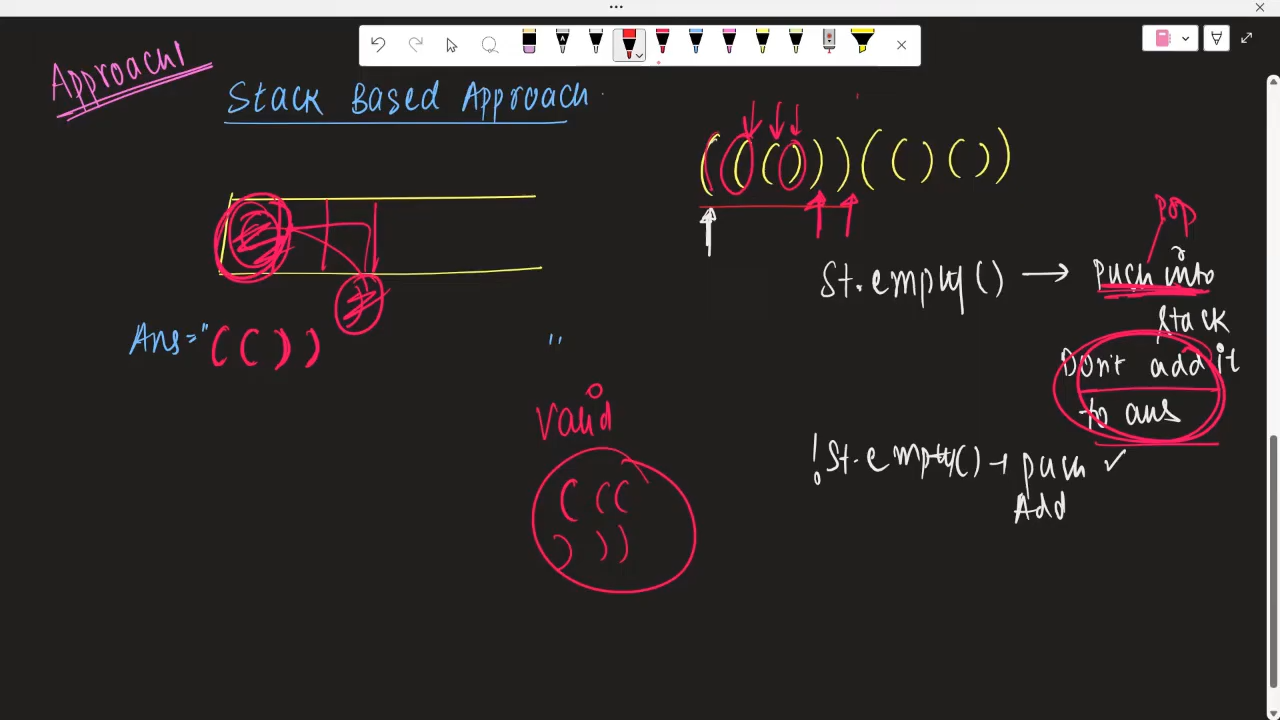 Approach1
Stack Based Approach
((()))(()())
pop
St.empty() → push into
stack
Don't add it
to ans
Ans = "(()) "
valid
( ( (
) ) )
!St.empty() → push ✓
Add